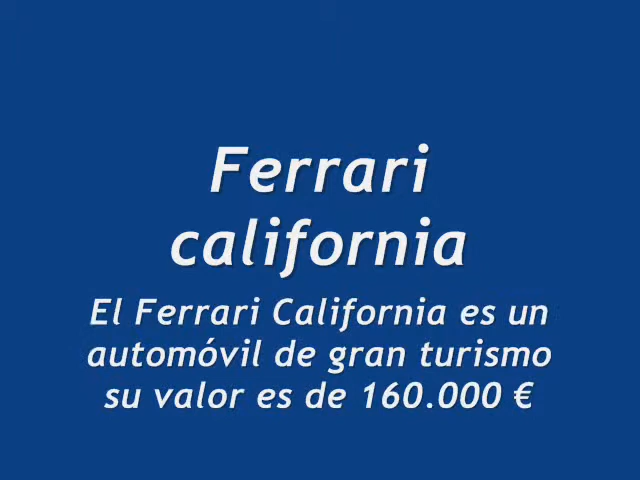 Ferrari
california
El Ferrari California es un
automóvil de gran turismo
su valor es de 160.000 €